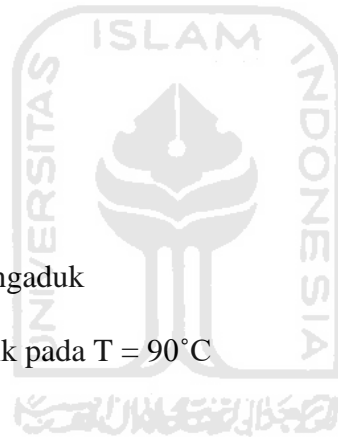 ISLAM
UNIVERSITAS
INDONESIA
ngaduk
k pada T = 90˚C